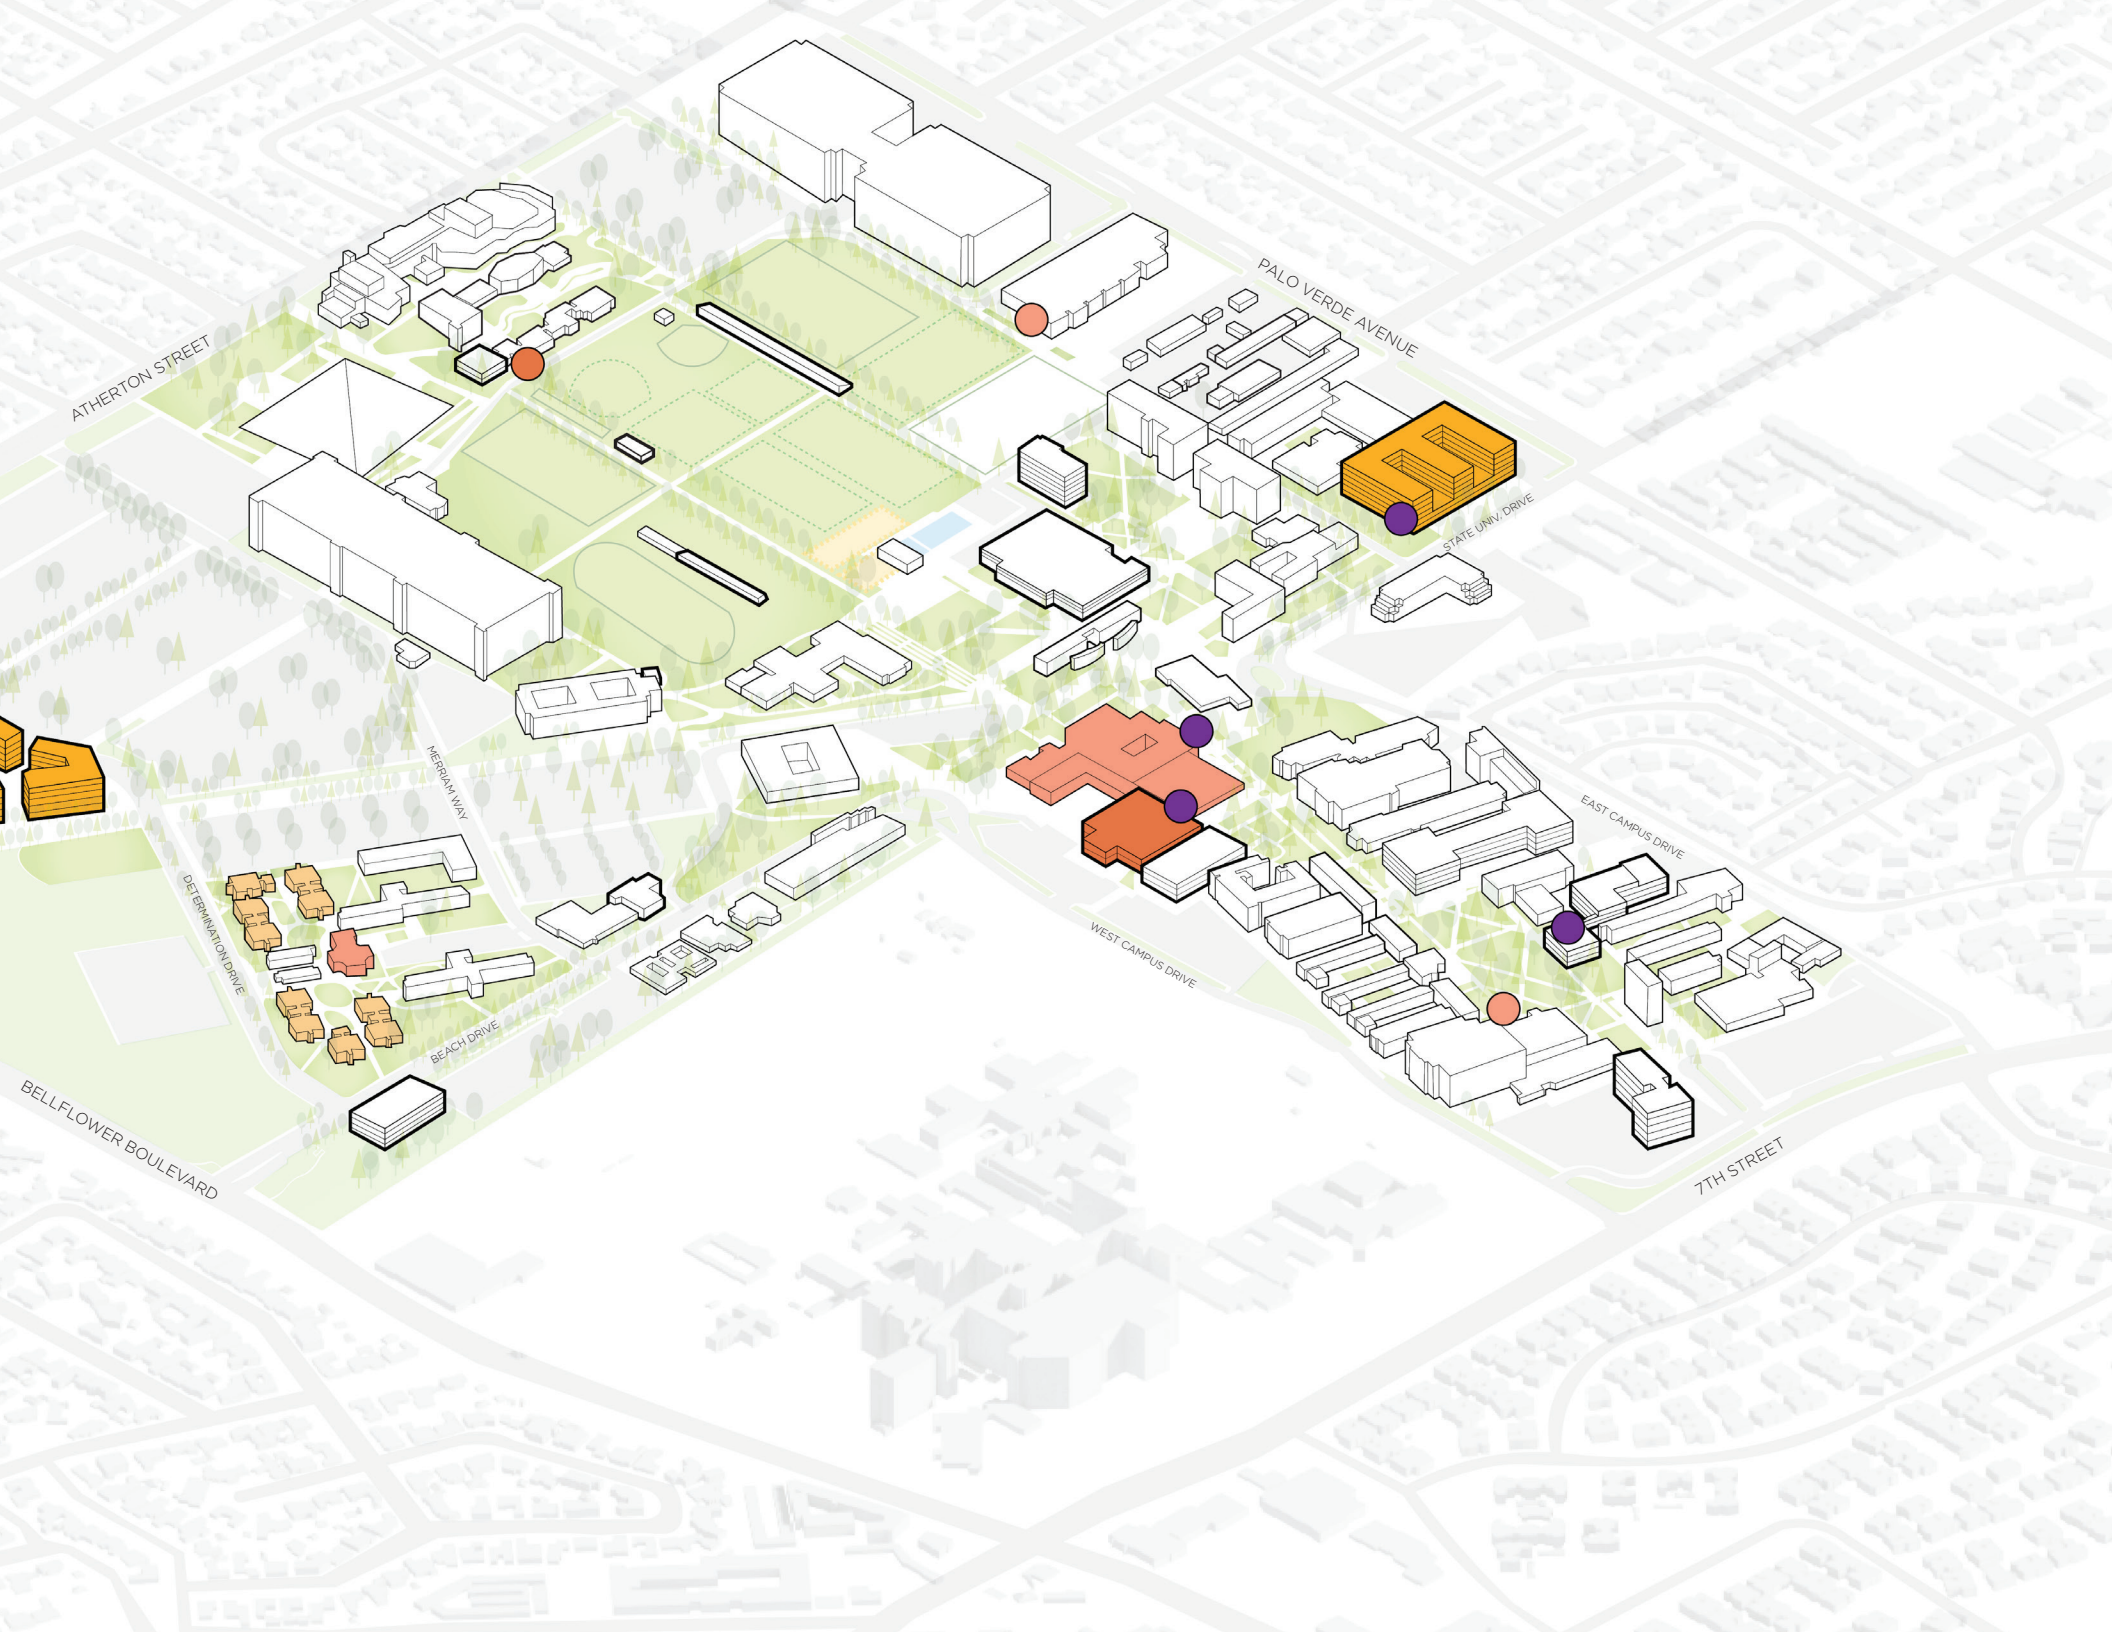 PALO VERDE AVENUE
ATHERTON STREET
STATE UNIV. DRIVE
MERRIAM WAY
EAST CAMPUS DRIVE
DETERMINATION DRIVE
WEST CAMPUS DRIVE
BEACH DRIVE
BELLFLOWER BOULEVARD
7TH STREET